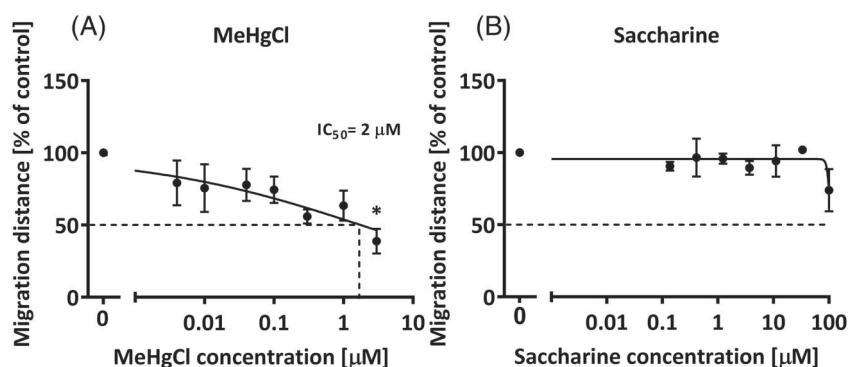 (A)
MeHgCl
Migration distance [% of control]
150
100
50
0
IC50= 2 μM
*
0
0.01
0.1
1
10
MeHgCl concentration [μM]
(B)
Saccharine
Migration distance [% of control]
150
100
50
0
0
0.01
0.1
1
10
100
Saccharine concentration [μM]